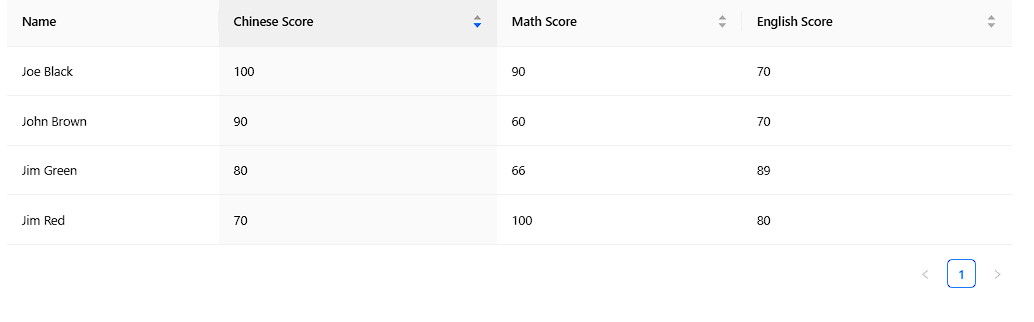 Name Chinese Score Math Score English Score
Joe Black 100 90 70
John Brown 90 60 70
Jim Green 80 66 89
Jim Red 70 100 80
1